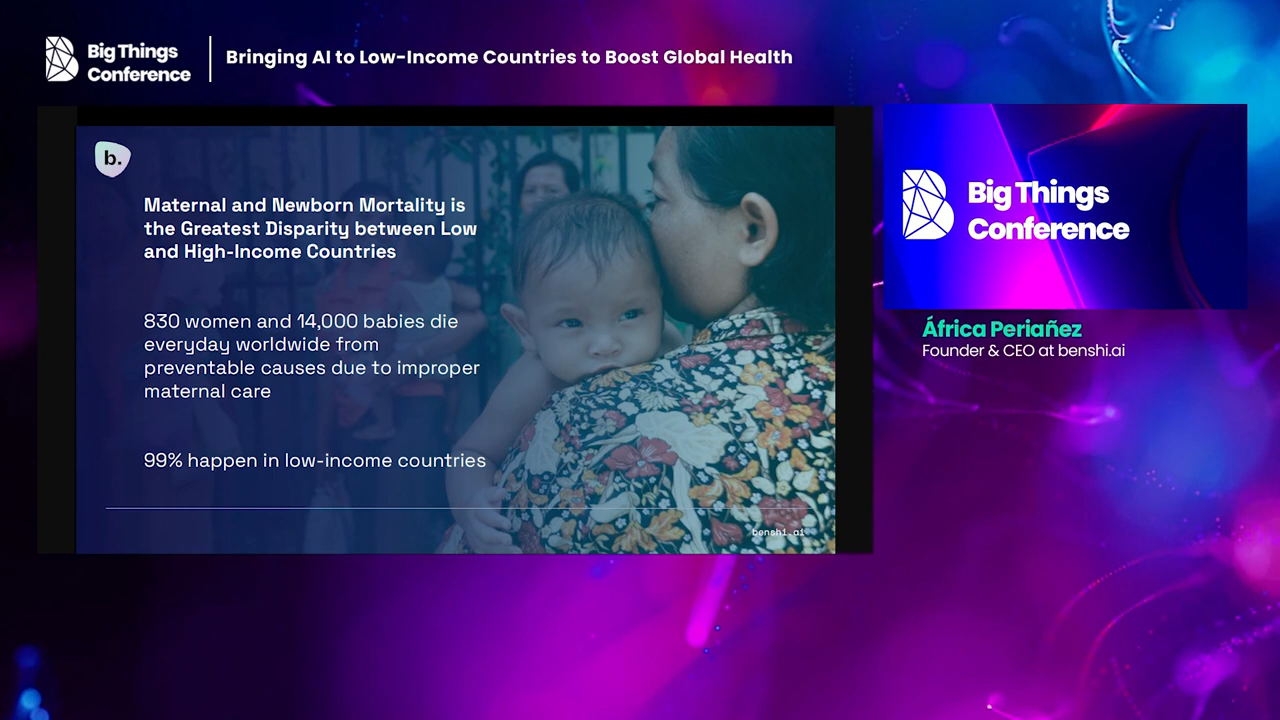 Big Things
Conference
Bringing AI to Low-Income Countries to Boost Global Health
b.
Maternal and Newborn Mortality is
the Greatest Disparity between Low
and High-Income Countries
830 women and 14,000 babies die
everyday worldwide from
preventable causes due to improper
maternal care
99% happen in low-income countries
benshi.ai
Big Things
Conference
África Periañez
Founder & CEO at benshi.ai